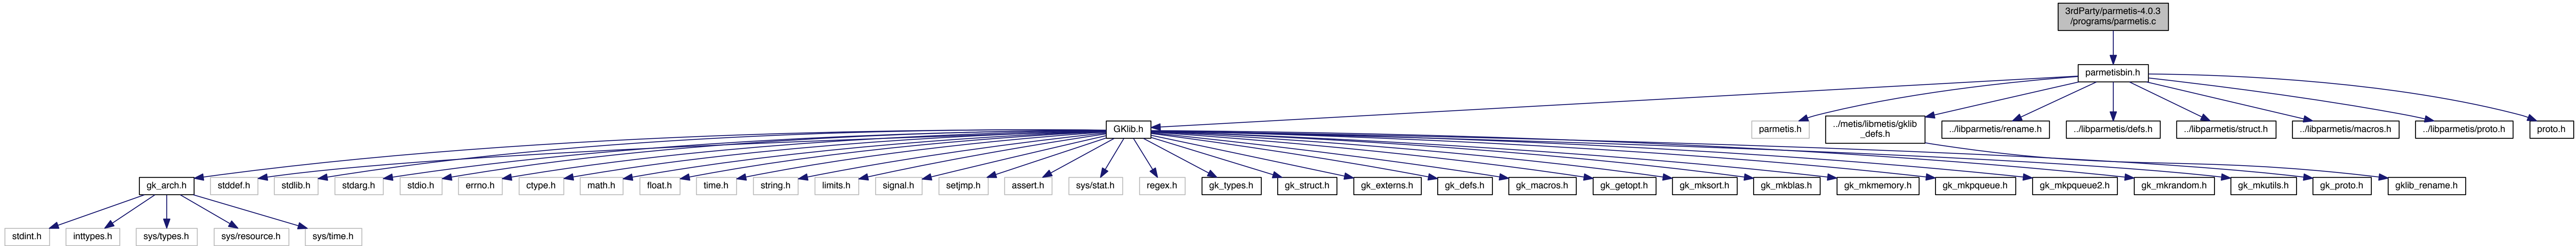 3rdParty/parmetis-4.0.3
/programs/parmetis.c
parmetisbin.h
GKlib.h
parmetis.h
../metis/libmetis/gklib
_defs.h
../libparmetis/rename.h
../libparmetis/defs.h
../libparmetis/struct.h
../libparmetis/macros.h
../libparmetis/proto.h
proto.h
gk_arch.h
stddef.h
stdlib.h
stdarg.h
stdio.h
errno.h
ctype.h
math.h
float.h
time.h
string.h
limits.h
signal.h
setjmp.h
assert.h
sys/stat.h
regex.h
gk_types.h
gk_struct.h
gk_externs.h
gk_defs.h
gk_macros.h
gk_getopt.h
gk_mksort.h
gk_mkblas.h
gk_mkmemory.h
gk_mkpqueue.h
gk_mkpqueue2.h
gk_mkrandom.h
gk_mkutils.h
gk_proto.h
gklib_rename.h
stdint.h
inttypes.h
sys/types.h
sys/resource.h
sys/time.h